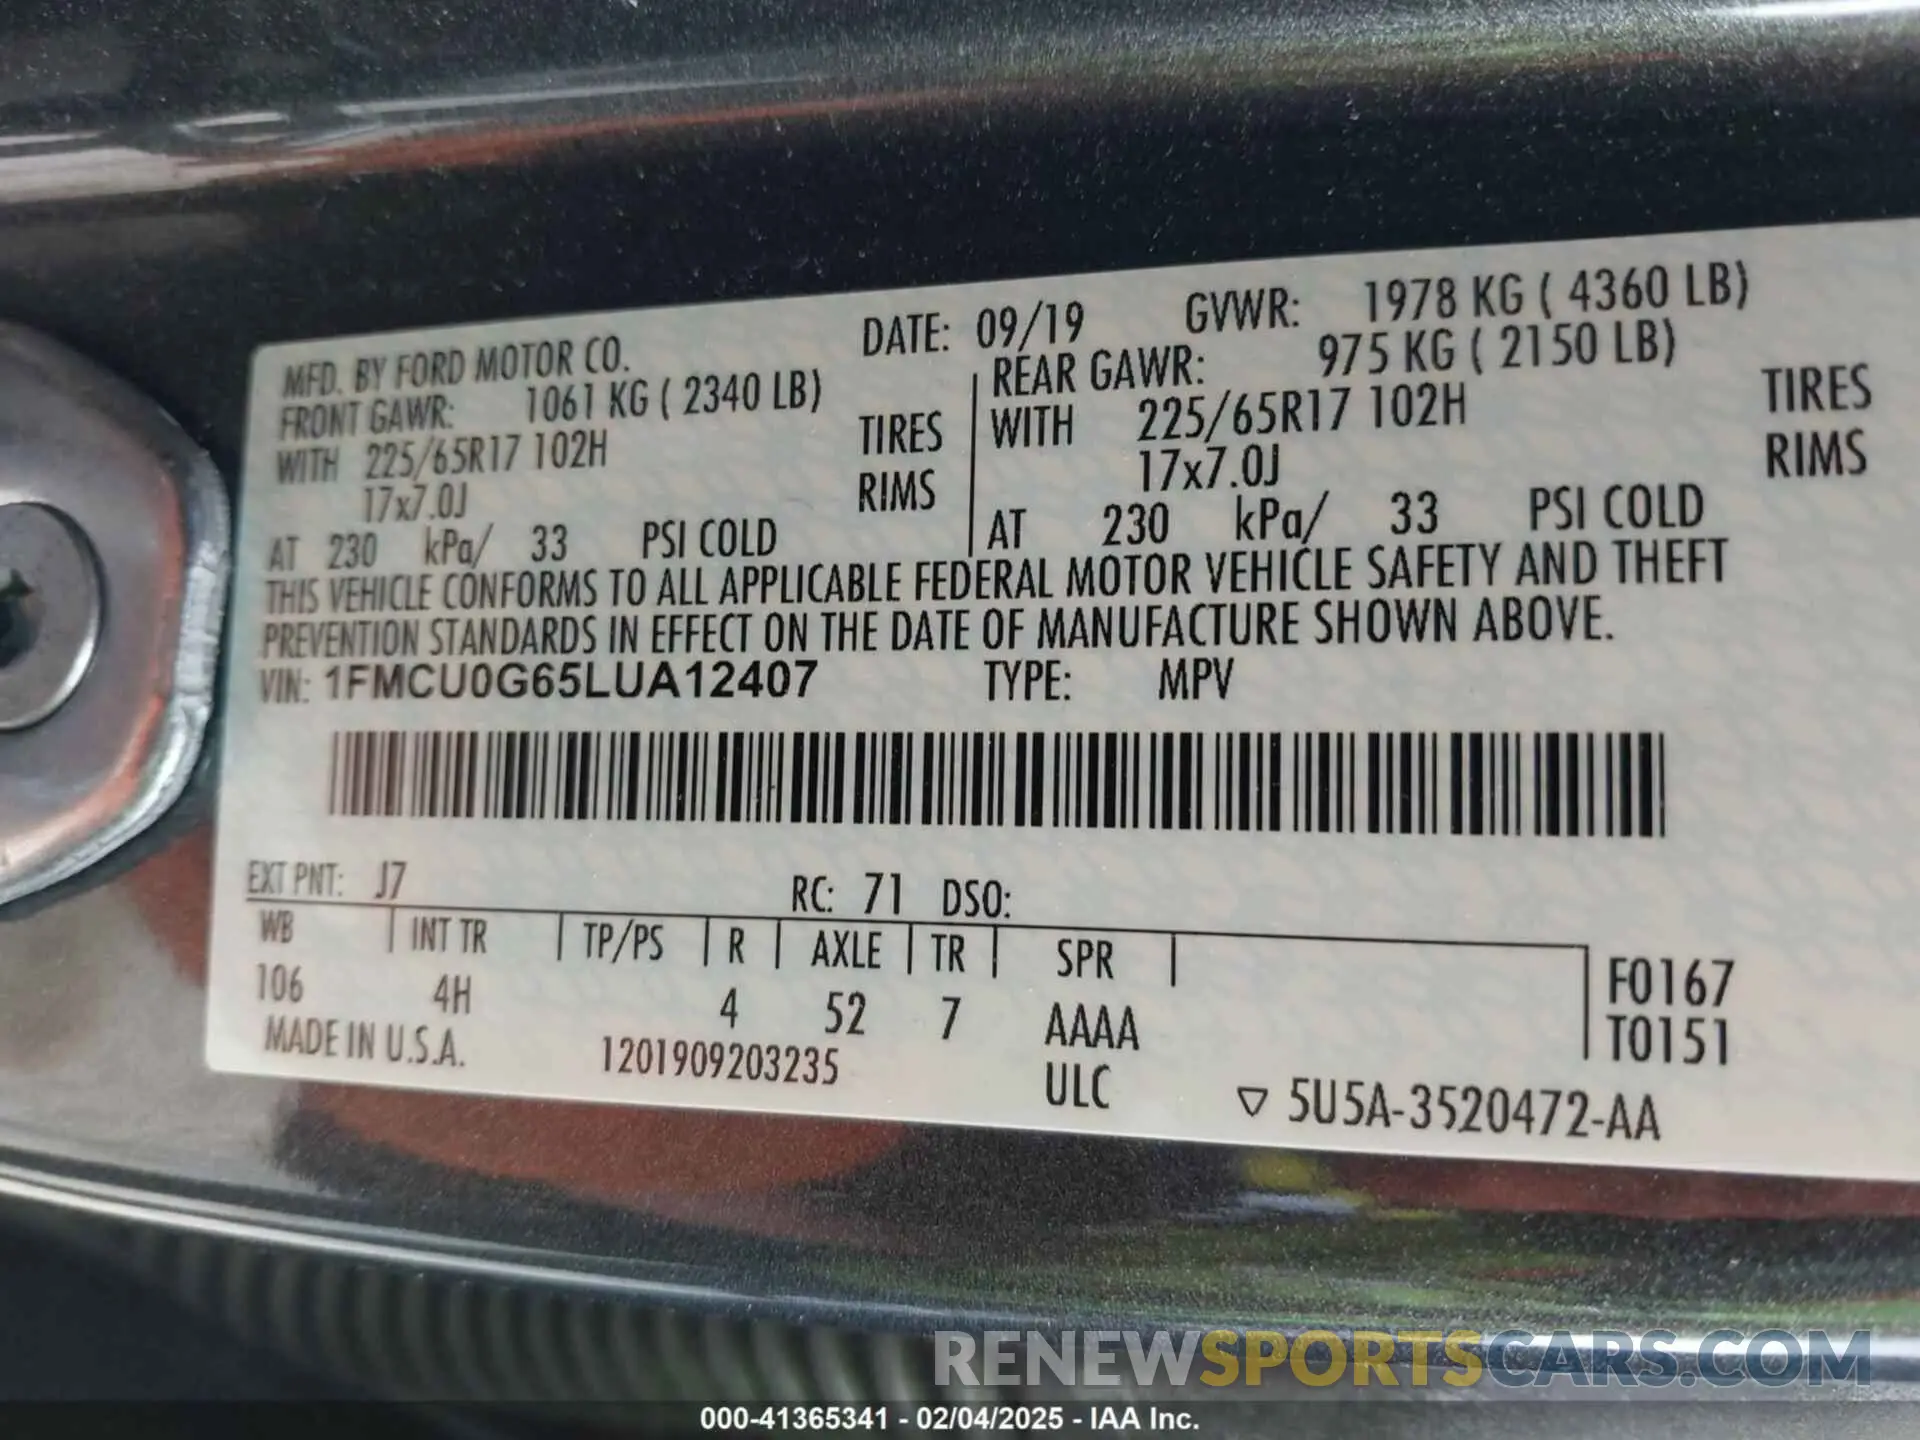 MFD. BY FORD MOTOR CO. DATE: 09/19 GVWR: 1978 KG ( 4360 LB)
FRONT GAWR: 1061 KG ( 2340 LB) REAR GAWR: 975 KG ( 2150 LB)
WITH 225/65R17 102H TIRES WITH 225/65R17 102H TIRES
17x7.0J RIMS 17x7.0J RIMS
AT 230 kPa/ 33 PSI COLD AT 230 kPa/ 33 PSI COLD
THIS VEHICLE CONFORMS TO ALL APPLICABLE FEDERAL MOTOR VEHICLE SAFETY AND THEFT
PREVENTION STANDARDS IN EFFECT ON THE DATE OF MANUFACTURE SHOWN ABOVE.
VIN: 1FMCU0G65LUA12407 TYPE: MPV
EXT PNT: J7 RC: 71 DSO:
WB INT TR TP/PS R AXLE TR SPR F0167
106 4H 4 52 7 AAAA T0151
MADE IN U.S.A. 1201909203235 ULC ▽ 5U5A-3520472-AA
RENEWSPORTSCARS.COM
000-41365341 - 02/04/2025 - IAA Inc.